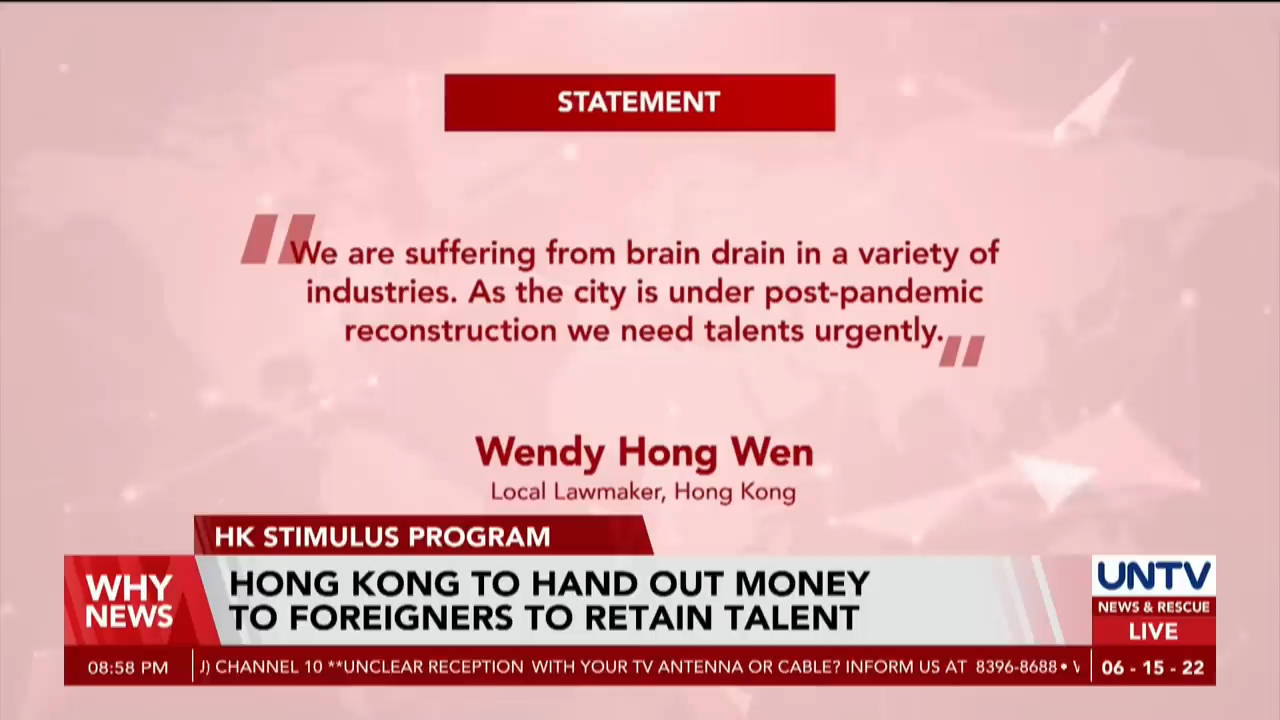 STATEMENT
"We are suffering from brain drain in a variety of
industries. As the city is under post-pandemic
reconstruction we need talents urgently."
Wendy Hong Wen
Local Lawmaker, Hong Kong
HK STIMULUS PROGRAM
WHY
NEWS
HONG KONG TO HAND OUT MONEY
TO FOREIGNERS TO RETAIN TALENT
UNTV
NEWS & RESCUE
LIVE
08:58 PM
J) CHANNEL 10 **UNCLEAR RECEPTION WITH YOUR TV ANTENNA OR CABLE? INFORM US AT 8396-8688 •
06 - 15 - 22